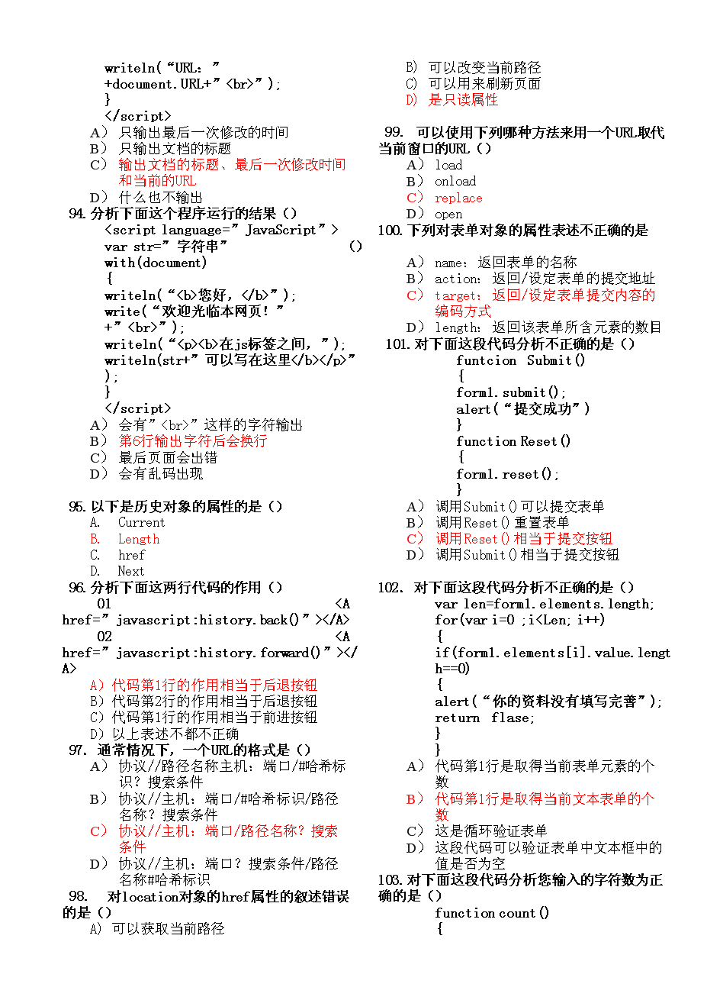 writeln(“URL：”
+document.URL+”<br>”);
}
</script>
A） 只输出最后一次修改的时间
B） 只输出文档的标题
C） 输出文档的标题、最后一次修改时间
和当前的URL
D） 什么也不输出
94.分析下面这个程序运行的结果（）
<script language=”JavaScript”>
var str=”字符串”
with(document)
{
writeln(“<b>您好，</b>”);
write(“欢迎光临本网页！”
+”<br>”);
writeln(“<p><b>在js标签之间，”);
writeln(str+”可以写在这里</b></p>”
);
}
</script>
A） 会有”<br>”这样的字符输出
B） 第6行输出字符后会换行
C） 最后页面会出错
D） 会有乱码出现
95.以下是历史对象的属性的是（）
A. Current
B. Length
C. href
D. Next
96.分析下面这两行代码的作用（）
01 <A
href=”javascript:history.back()”></A>
02 <A
href=”javascript:history.forward()”></
A>
A）代码第1行的作用相当于后退按钮
B）代码第2行的作用相当于后退按钮
C）代码第1行的作用相当于前进按钮
D）以上表述不都不正确
97. 通常情况下，一个URL的格式是（）
A） 协议//路径名称主机：端口/#哈希标
识？搜索条件
B） 协议//主机：端口/#哈希标识/路径
名称？搜索条件
C） 协议//主机：端口/路径名称？搜索
条件
D） 协议//主机：端口？搜索条件/路径
名称#哈希标识
98. 对location对象的href属性的叙述错误
的是（）
A) 可以获取当前路径
B) 可以改变当前路径
C) 可以用来刷新页面
D) 是只读属性
99. 可以使用下列哪种方法来用一个URL取代
当前窗口的URL（）
A） load
B） onload
C） replace
D） open
100.下列对表单对象的属性表述不正确的是
（）
A） name：返回表单的名称
B） action：返回/设定表单的提交地址
C） target：返回/设定表单提交内容的
编码方式
D） length：返回该表单所含元素的数目
101.对下面这段代码分析不正确的是（）
funtcion Submit()
{
form1.submit();
alert(“提交成功”)
}
function Reset()
{
form1.reset();
}
A） 调用Submit()可以提交表单
B） 调用Reset()重置表单
C） 调用Reset()相当于提交按钮
D） 调用Submit()相当于提交按钮
102. 对下面这段代码分析不正确的是（）
var len=form1.elements.length;
for(var i=0 ;i<Len; i++)
{
if(form1.elements[i].value.lengt
h==0)
{
alert(“你的资料没有填写完善”);
return flase;
}
}
A） 代码第1行是取得当前表单元素的个
数
B） 代码第1行是取得当前文本表单的个
数
C） 这是循环验证表单
D） 这段代码可以验证表单中文本框中的
值是否为空
103.对下面这段代码分析您输入的字符数为正
确的是（）
function count()
{